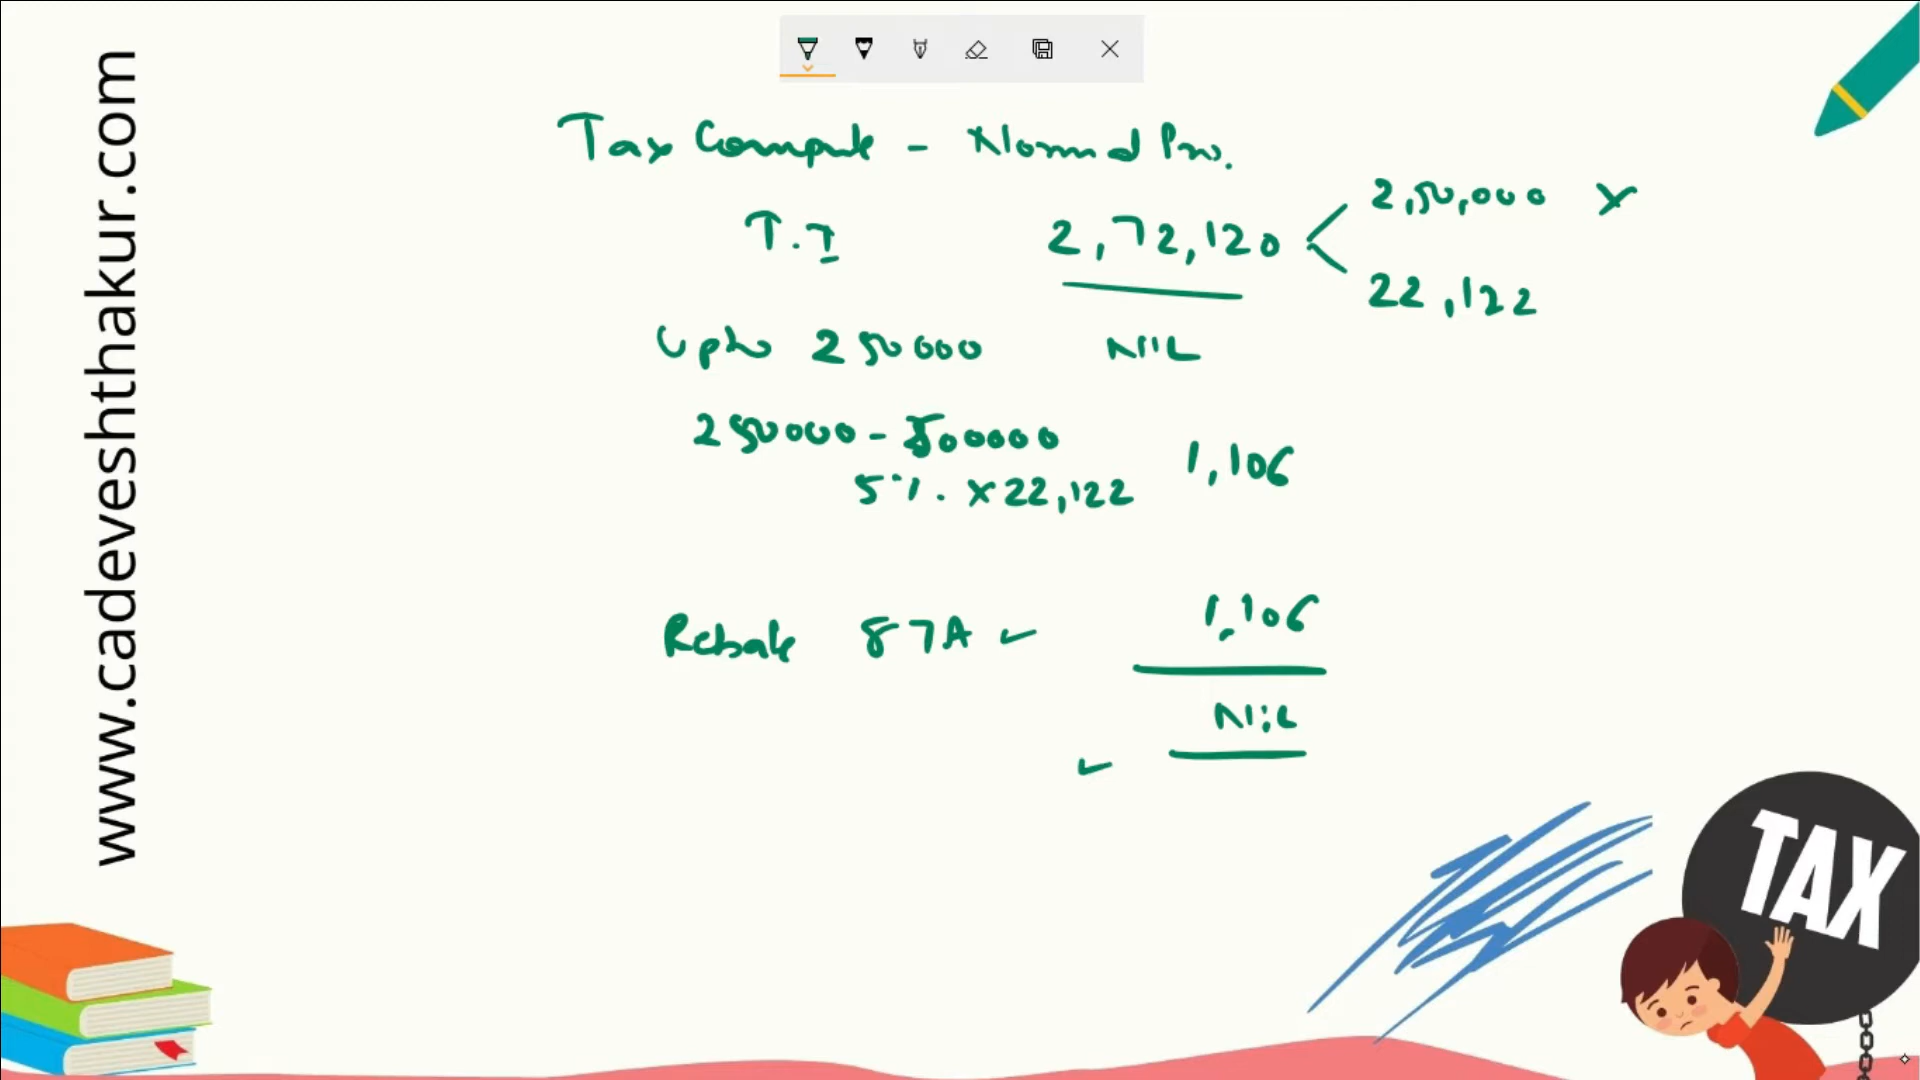 www.cadeveshthakur.com
Tax Compute - Normal Pro.
T.I 2,72,120
2,50,000 x
22,122
Upto 250000 NIL
250000 - 500000
5%. x 22,122 1,106
Rebate 87A ✓ 1,106
NIL
✓
TAX